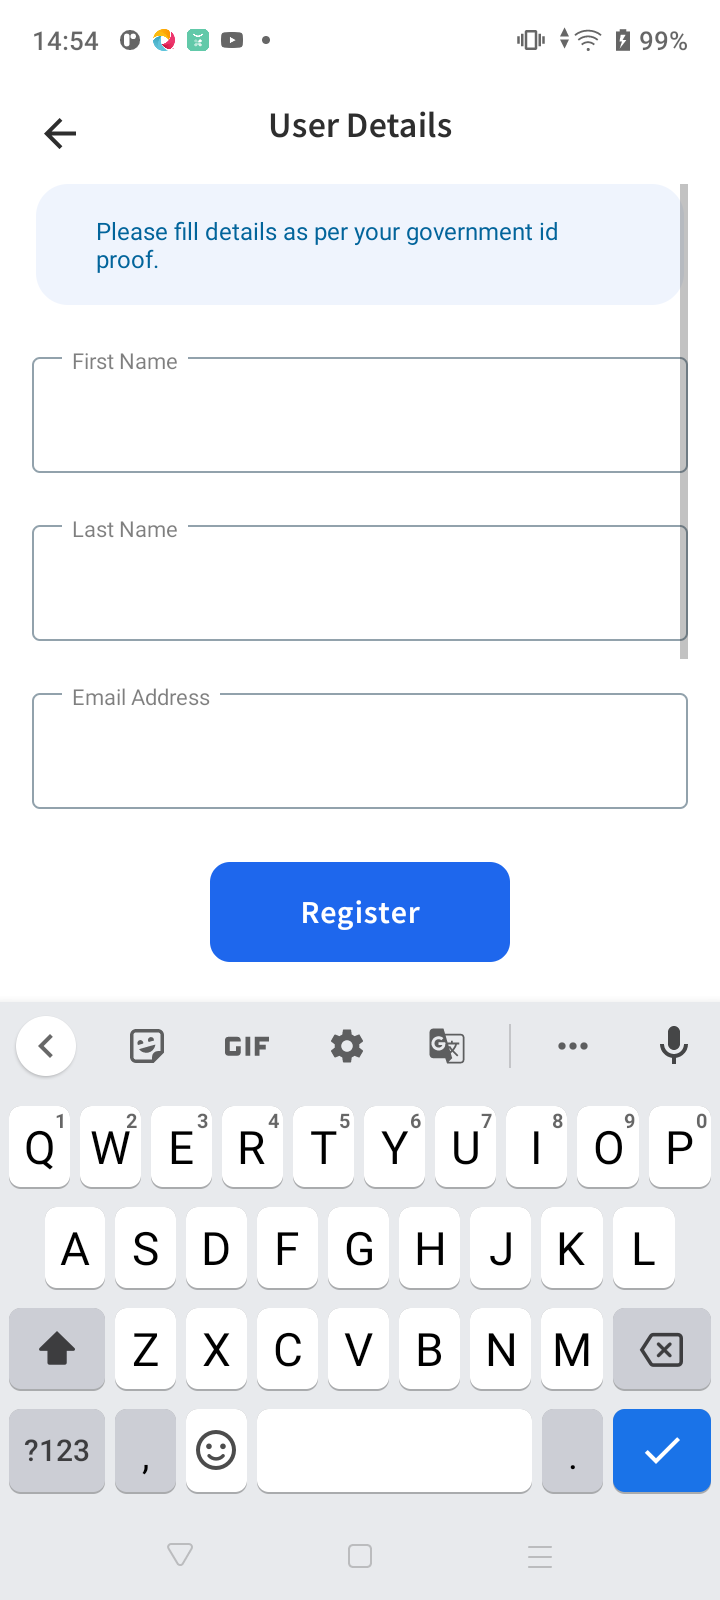 14:54
99%
User Details
Please fill details as per your government id
proof.
First Name
Last Name
Email Address
Register
GIF
Q1 W2 E3 R4 T5 Y6 U7 I8 O9 P0
A S D F G H J K L
Z X C V B N M
?123 , .